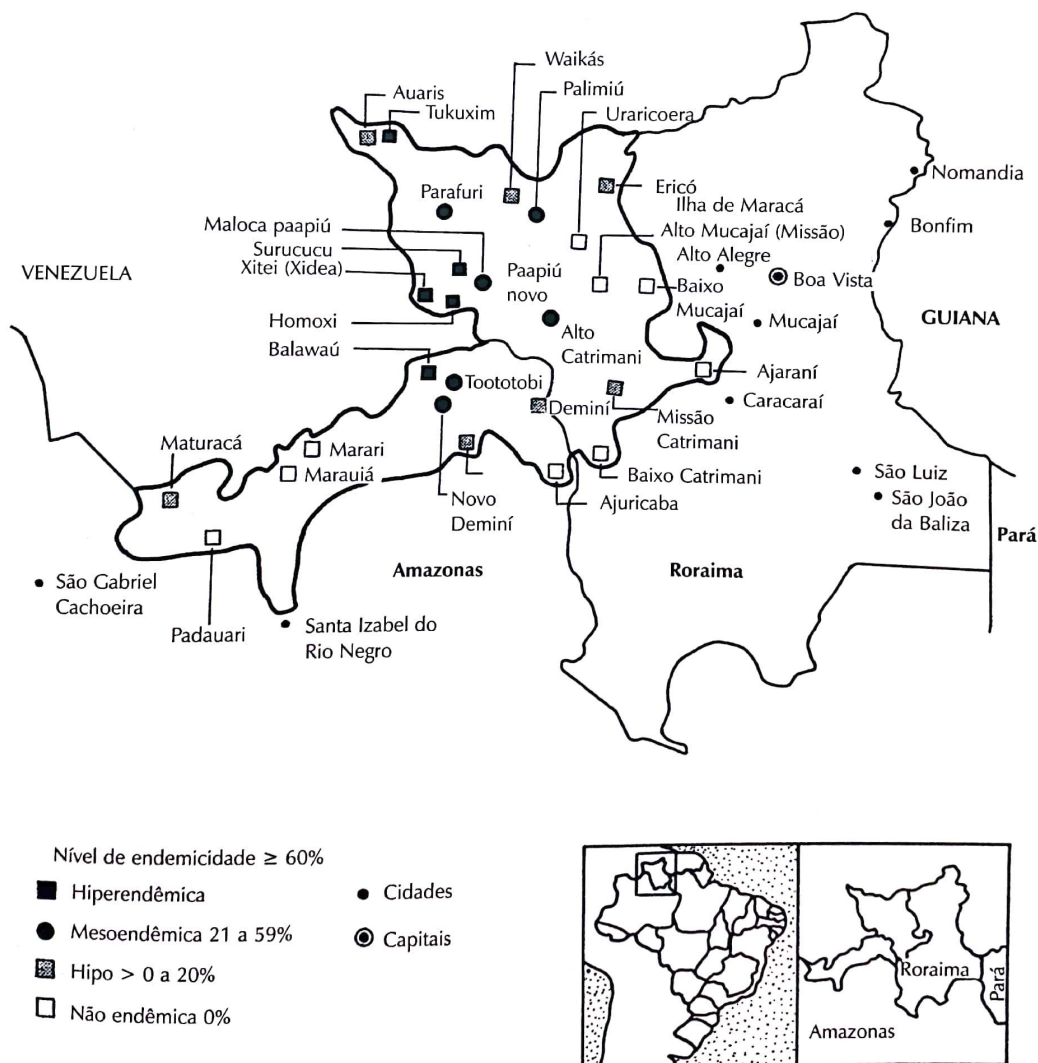 Waikás
Auaris
Palimiú
Tukuxim
Uraricoera
Nomandia
Parafuri
Ericó
Ilha de Maracá
Maloca paapiú
Alto Mucajaí (Missão)
Bonfim
Surucucu
Alto Alegre
Xitei (Xidea)
VENEZUELA
Paapiú
novo
Baixo
Mucajaí
Boa Vista
Homoxi
Mucajaí
GUIANA
Alto
Catrimani
Balawaú
Ajaraní
Toototobi
Deminí
Missão
Catrimani
Caracaraí
Maturacá
Marari
Marauiá
Baixo Catrimani
São Luiz
Novo
Deminí
Ajuricaba
São João
da Baliza
Pará
Amazonas
Roraima
São Gabriel
Cachoeira
Padauari
Santa Izabel do
Rio Negro
Nível de endemicidade ≥ 60%
Hiperendêmica
Mesoendêmica 21 a 59%
Hipo > 0 a 20%
Não endêmica 0%
Cidades
Capitais
Roraima
Pará
Amazonas